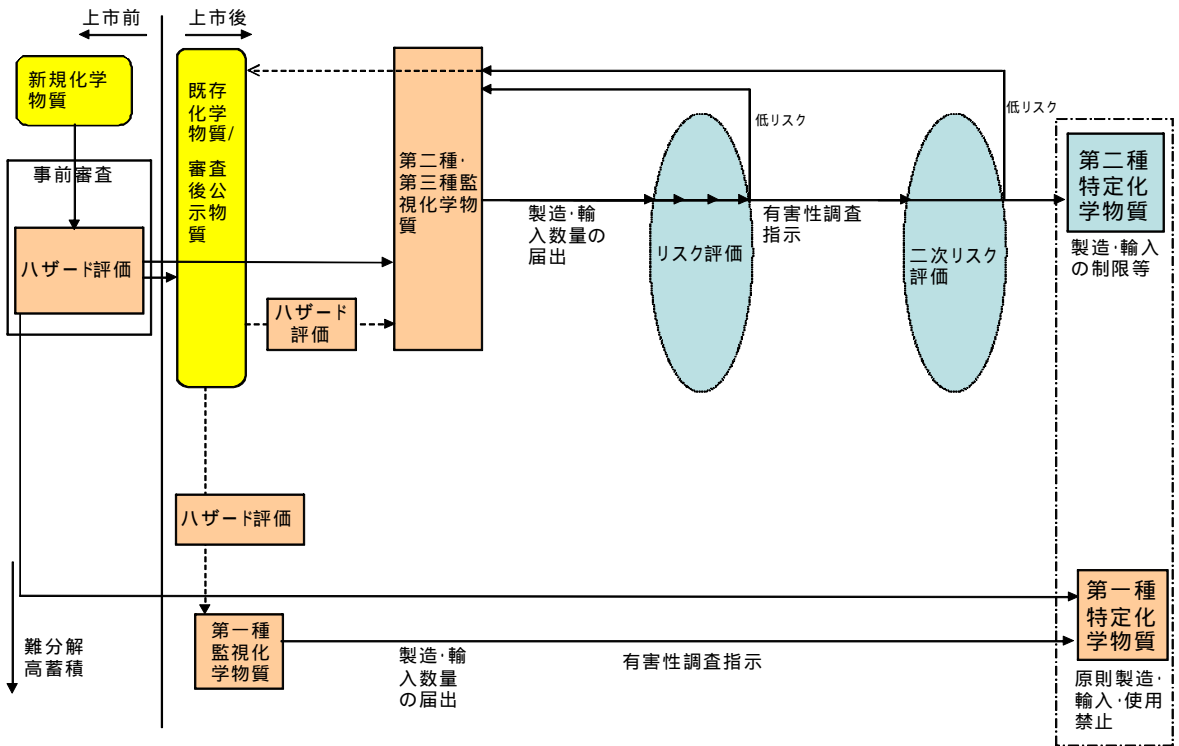 上市前
上市後
新規化学
物質
事前審査
ハザード評価
既存
化学
物質/
審査
後公
示物
質
ハザード
評価
第二種・
第三種監
視化学物
質
製造・輸
入数量の
届出
リスク評価
低リスク
有害性調査
指示
二次リスク
評価
低リスク
第二種
特定化
学物質
製造・輸入
の制限等
ハザード評価
難分解
高蓄積
第一種
監視化
学物質
製造・輸
入数量
の届出
有害性調査指示
第一種
特定化
学物質
原則製造・
輸入・使用
禁止